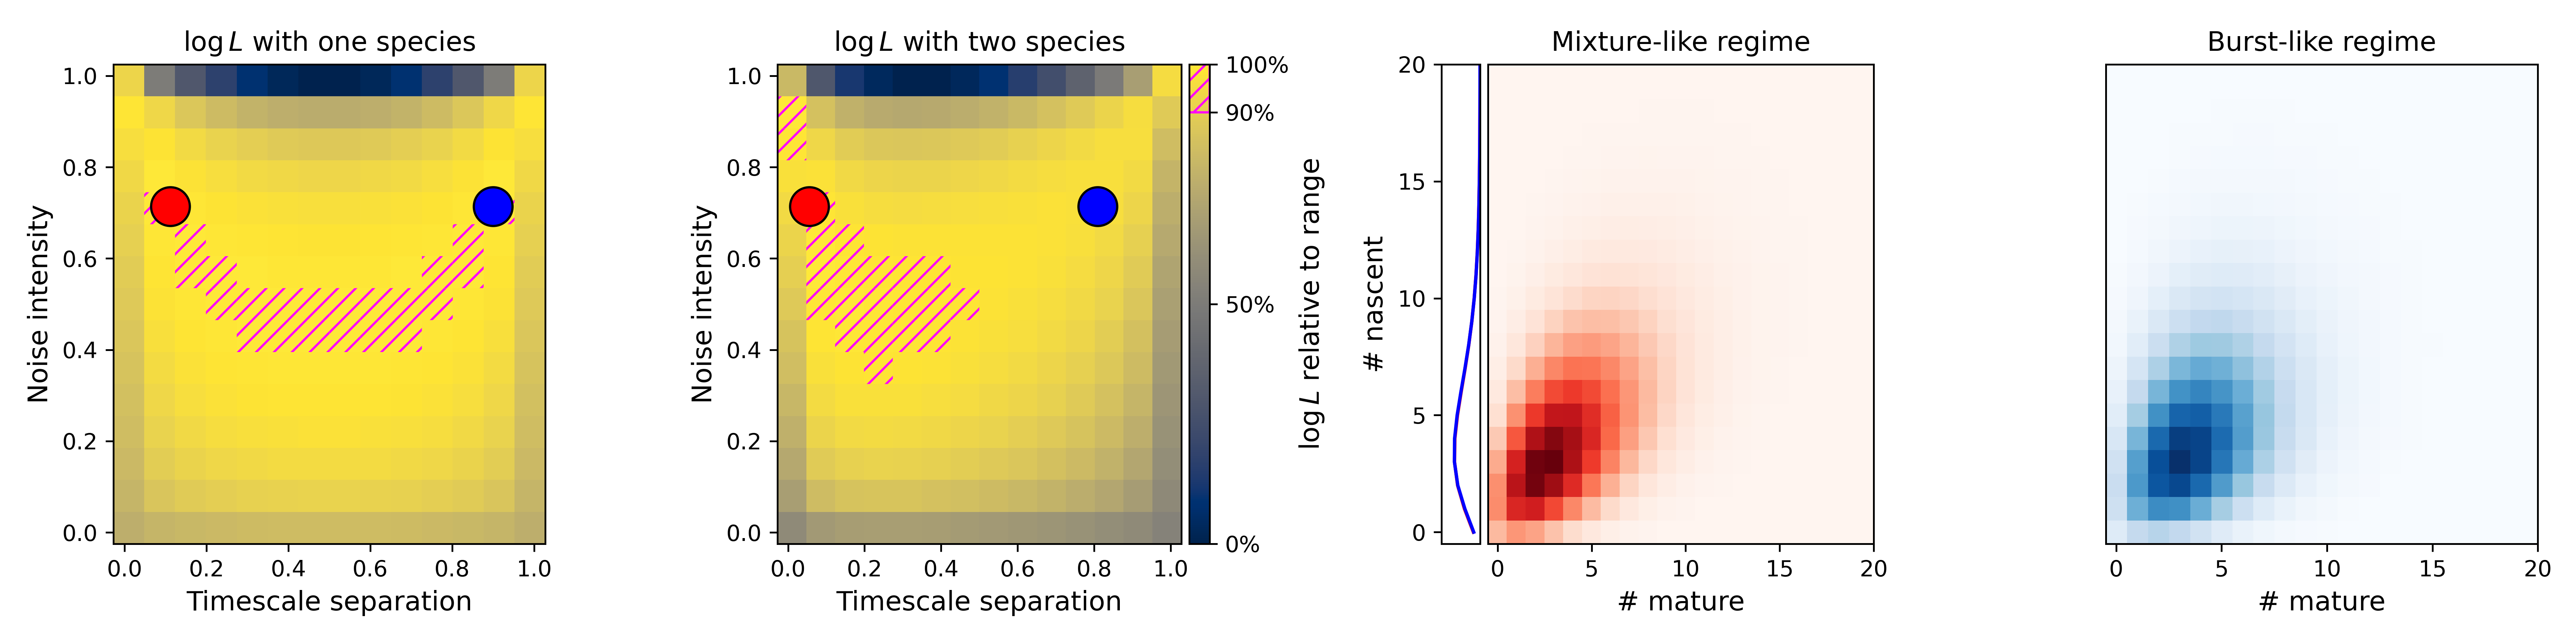 log L with one species
1.0
0.8
0.6
0.4
0.2
0.0
Noise intensity
0.0 0.2 0.4 0.6 0.8 1.0
Timescale separation
log L with two species
1.0
0.8
0.6
0.4
0.2
0.0
Noise intensity
0.0 0.2 0.4 0.6 0.8 1.0
Timescale separation
100%
90%
50%
0%
log L relative to range
Mixture-like regime
20
15
10
5
0
# nascent
0 5 10 15 20
# mature
Burst-like regime
0 5 10 15 20
# mature